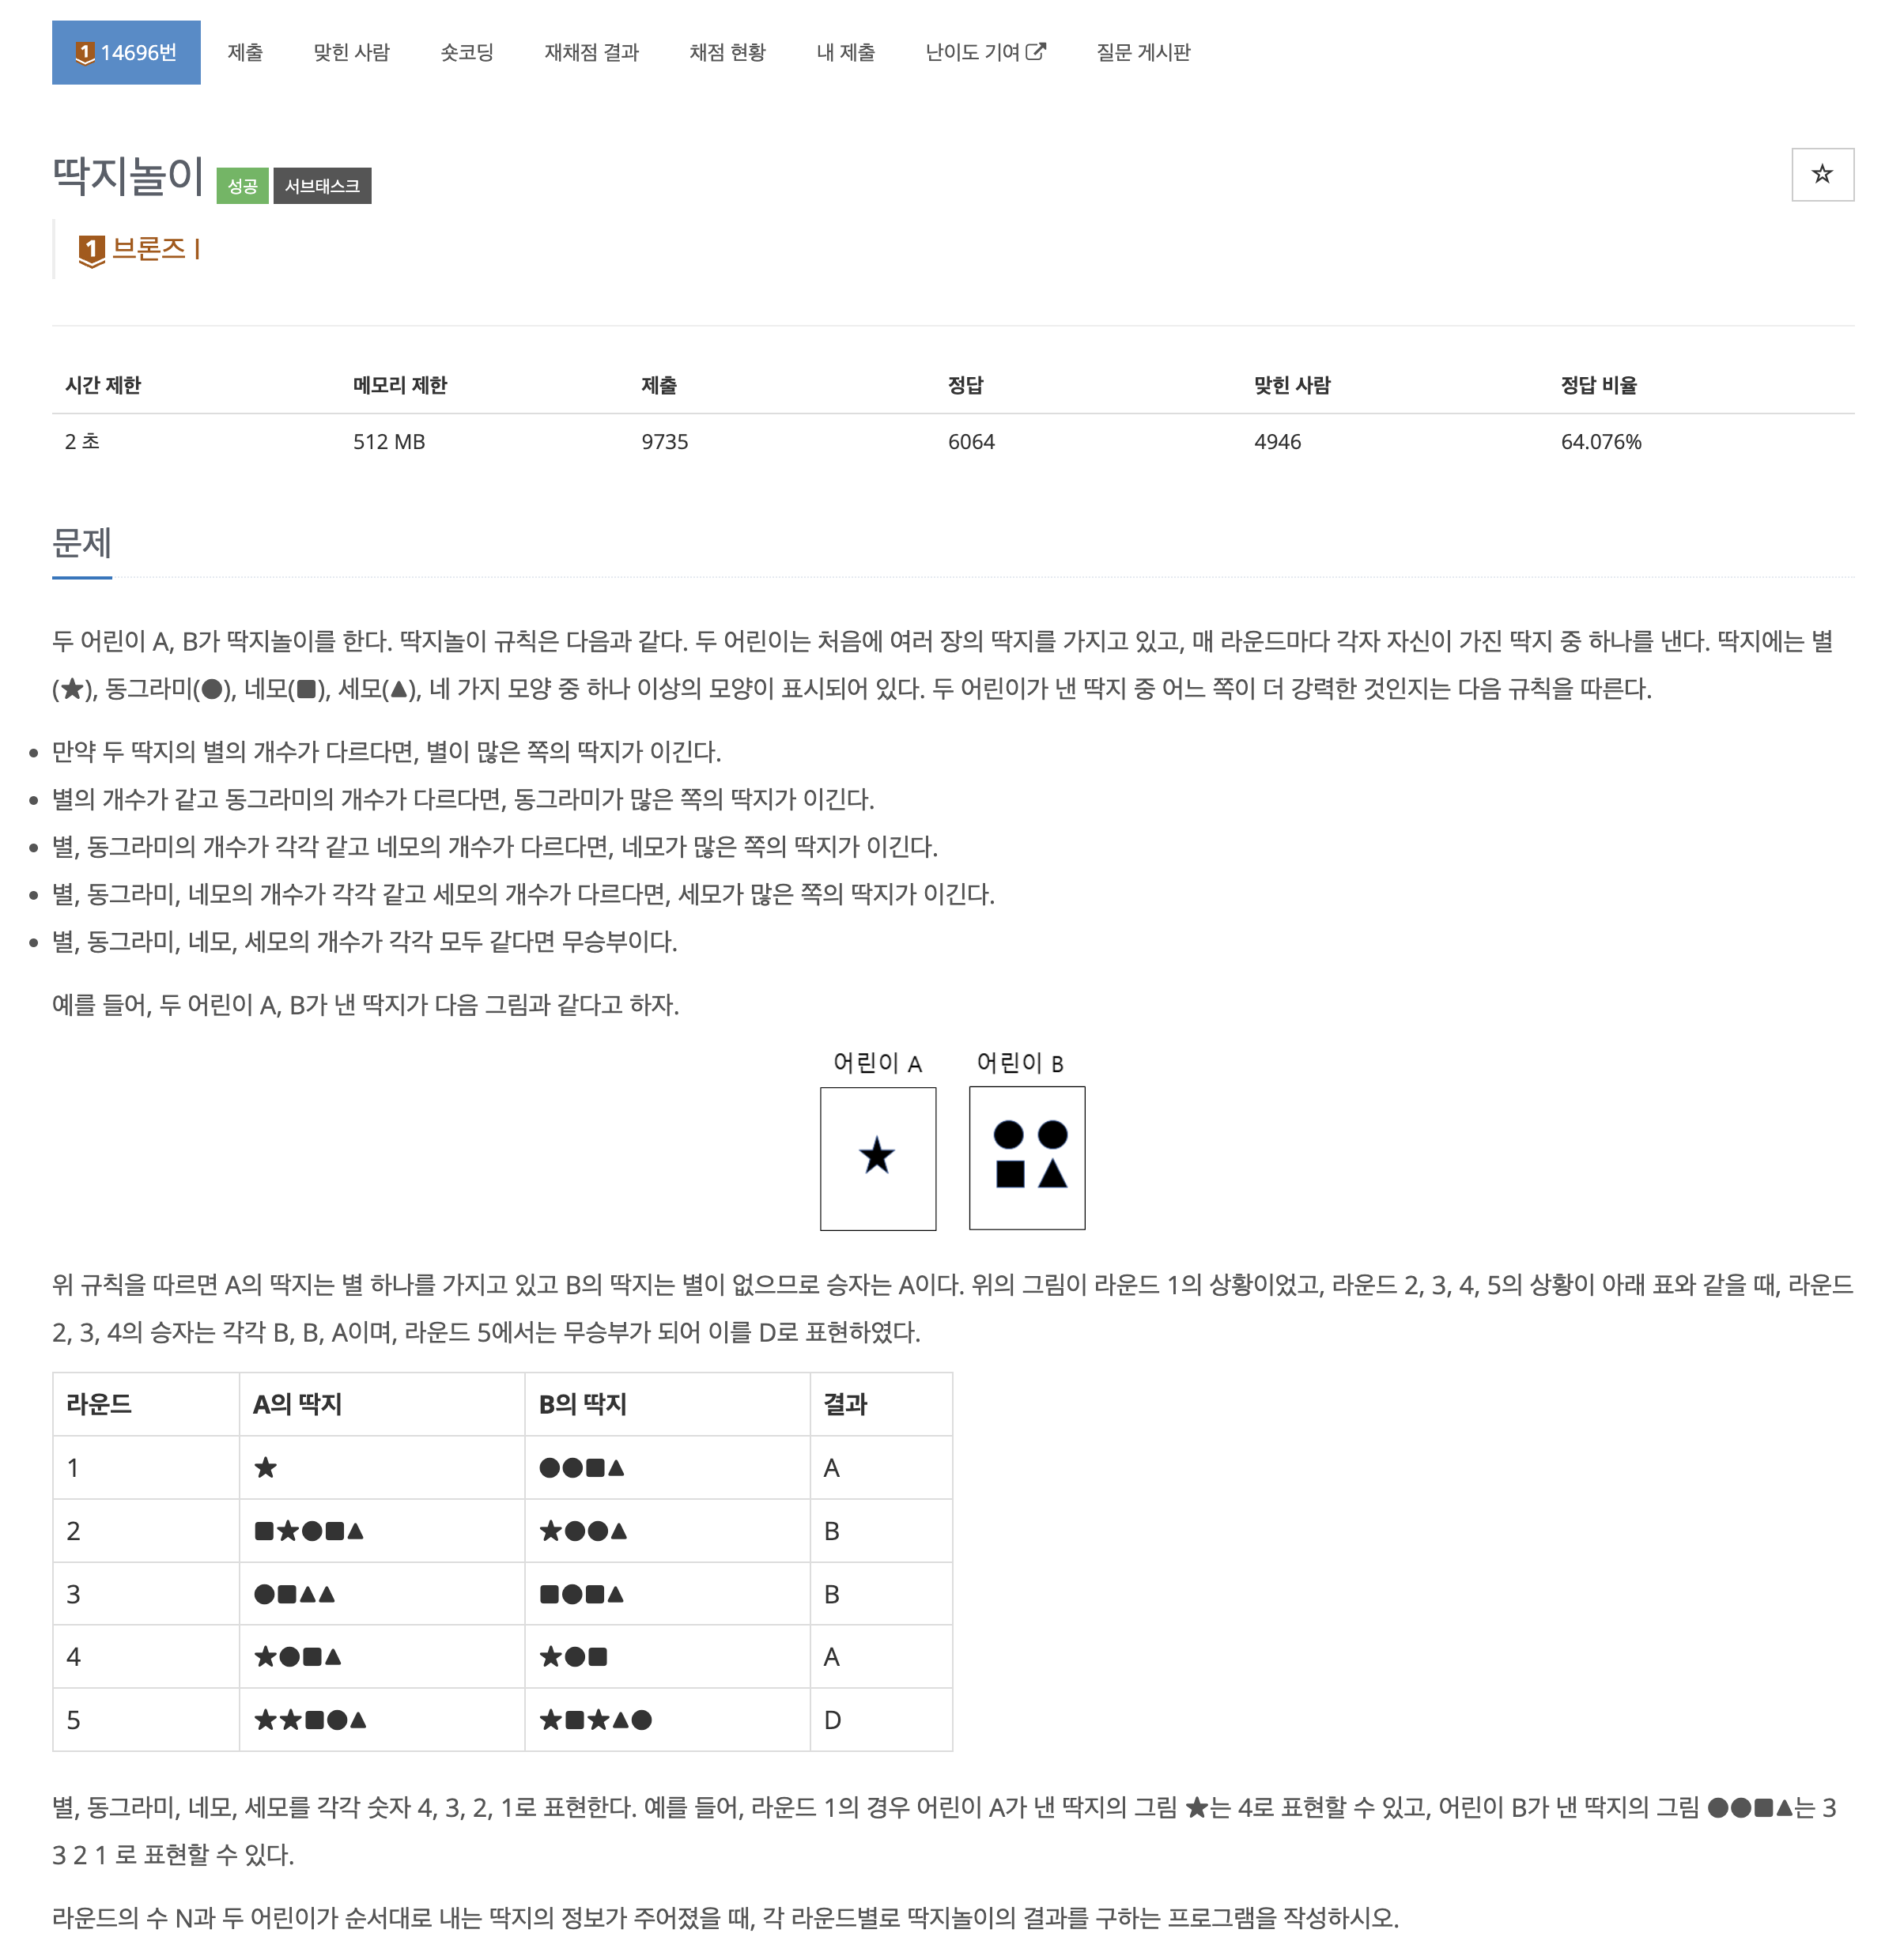 1 14696번 제출 맞힌 사람 숏코딩 재채점 결과 채점 현황 내 제출 난이도 기여 질문 게시판
딱지놀이 성공 서브태스크
1 브론즈 I
시간 제한 메모리 제한 제출 정답 맞힌 사람 정답 비율
2 초 512 MB 9735 6064 4946 64.076%
문제
두 어린이 A, B가 딱지놀이를 한다. 딱지놀이 규칙은 다음과 같다. 두 어린이는 처음에 여러 장의 딱지를 가지고 있고, 매 라운드마다 각자 자신이 가진 딱지 중 하나를 낸다. 딱지에는 별
(★), 동그라미(●), 네모(■), 세모(▲), 네 가지 모양 중 하나 이상의 모양이 표시되어 있다. 두 어린이가 낸 딱지 중 어느 쪽이 더 강력한 것인지는 다음 규칙을 따른다.
• 만약 두 딱지의 별의 개수가 다르다면, 별이 많은 쪽의 딱지가 이긴다.
• 별의 개수가 같고 동그라미의 개수가 다르다면, 동그라미가 많은 쪽의 딱지가 이긴다.
• 별, 동그라미의 개수가 각각 같고 네모의 개수가 다르다면, 네모가 많은 쪽의 딱지가 이긴다.
• 별, 동그라미, 네모의 개수가 각각 같고 세모의 개수가 다르다면, 세모가 많은 쪽의 딱지가 이긴다.
• 별, 동그라미, 네모, 세모의 개수가 각각 모두 같다면 무승부이다.
예를 들어, 두 어린이 A, B가 낸 딱지가 다음 그림과 같다고 하자.
어린이 A 어린이 B
위 규칙을 따르면 A의 딱지는 별 하나를 가지고 있고 B의 딱지는 별이 없으므로 승자는 A이다. 위의 그림이 라운드 1의 상황이었고, 라운드 2, 3, 4, 5의 상황이 아래 표와 같을 때, 라운드
2, 3, 4의 승자는 각각 B, B, A이며, 라운드 5에서는 무승부가 되어 이를 D로 표현하였다.
라운드 A의 딱지 B의 딱지 결과
1 ★ ●●■▲ A
2 ■★●■▲ ★●●▲ B
3 ●■▲▲ ■●■▲ B
4 ★●■▲ ★●■ A
5 ★★■●▲ ★■★▲● D
별, 동그라미, 네모, 세모를 각각 숫자 4, 3, 2, 1로 표현한다. 예를 들어, 라운드 1의 경우 어린이 A가 낸 딱지의 그림 ★는 4로 표현할 수 있고, 어린이 B가 낸 딱지의 그림 ●●■▲는 3
3 2 1 로 표현할 수 있다.
라운드의 수 N과 두 어린이가 순서대로 내는 딱지의 정보가 주어졌을 때, 각 라운드별로 딱지놀이의 결과를 구하는 프로그램을 작성하시오.